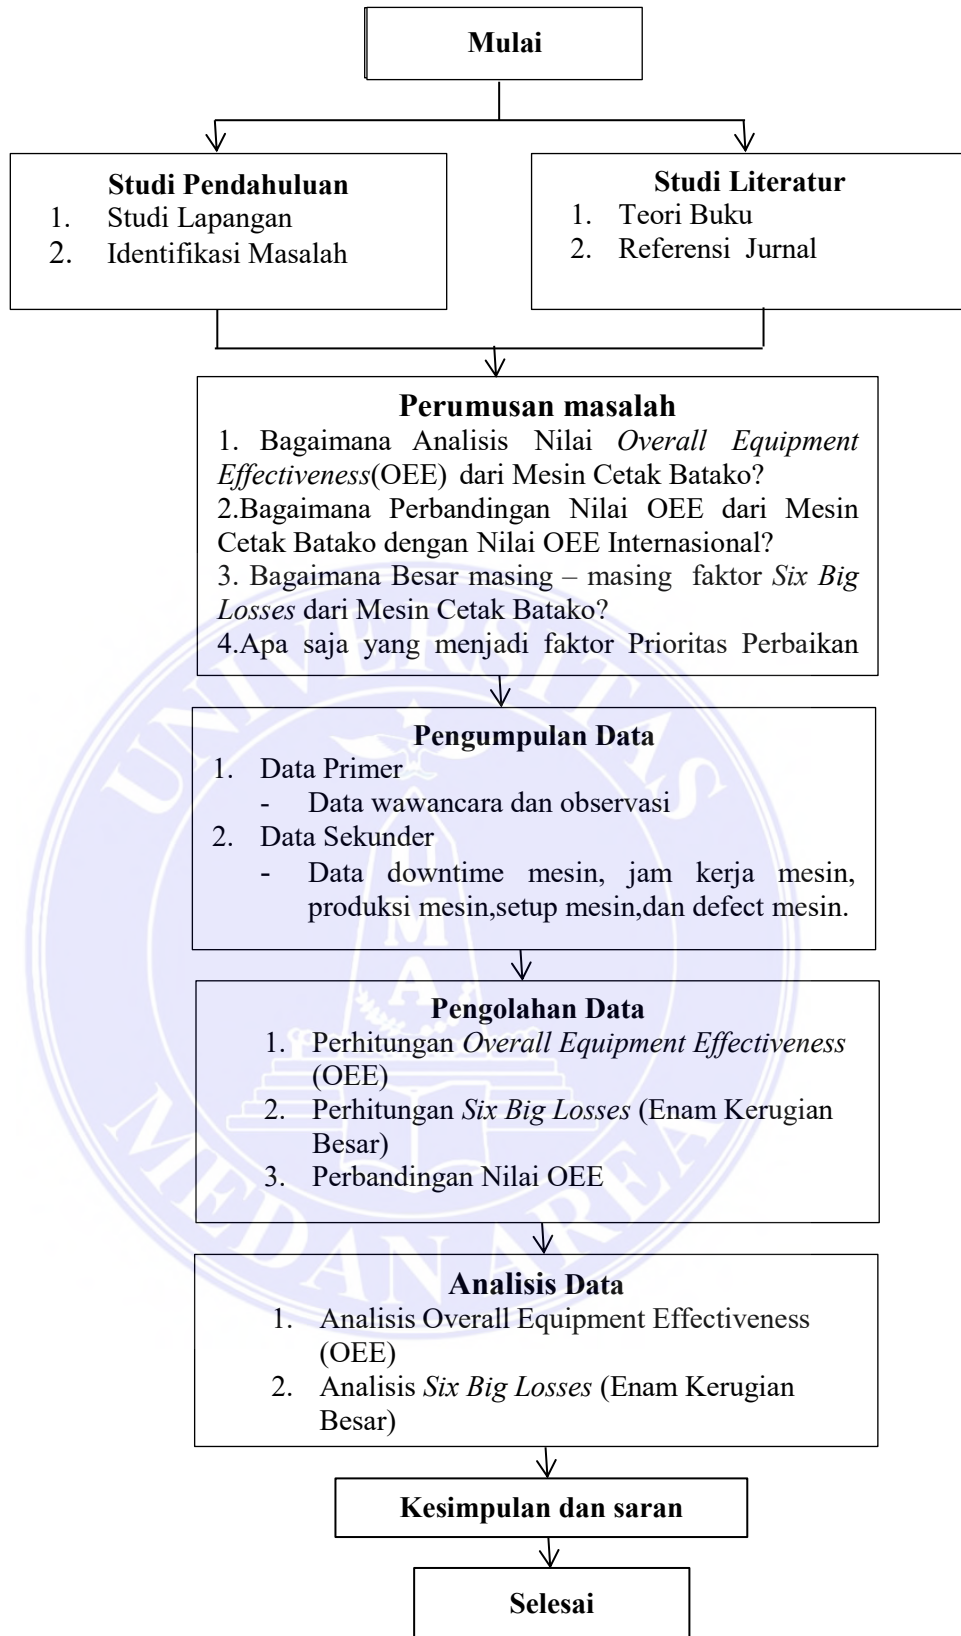 Mulai
Studi Pendahuluan
1. Studi Lapangan
2. Identifikasi Masalah
Studi Literatur
1. Teori Buku
2. Referensi Jurnal
Perumusan masalah
1. Bagaimana Analisis Nilai Overall Equipment
Effectiveness(OEE) dari Mesin Cetak Batako?
2.Bagaimana Perbandingan Nilai OEE dari Mesin
Cetak Batako dengan Nilai OEE Internasional?
3. Bagaimana Besar masing – masing faktor Six Big
Losses dari Mesin Cetak Batako?
4.Apa saja yang menjadi faktor Prioritas Perbaikan
Pengumpulan Data
1. Data Primer
- Data wawancara dan observasi
2. Data Sekunder
- Data downtime mesin, jam kerja mesin,
produksi mesin,setup mesin,dan defect mesin.
Pengolahan Data
1. Perhitungan Overall Equipment Effectiveness
(OEE)
2. Perhitungan Six Big Losses (Enam Kerugian
Besar)
3. Perbandingan Nilai OEE
Analisis Data
1. Analisis Overall Equipment Effectiveness
(OEE)
2. Analisis Six Big Losses (Enam Kerugian
Besar)
Kesimpulan dan saran
Selesai
UNIVERSITAS
UMA
MEDAN AREA